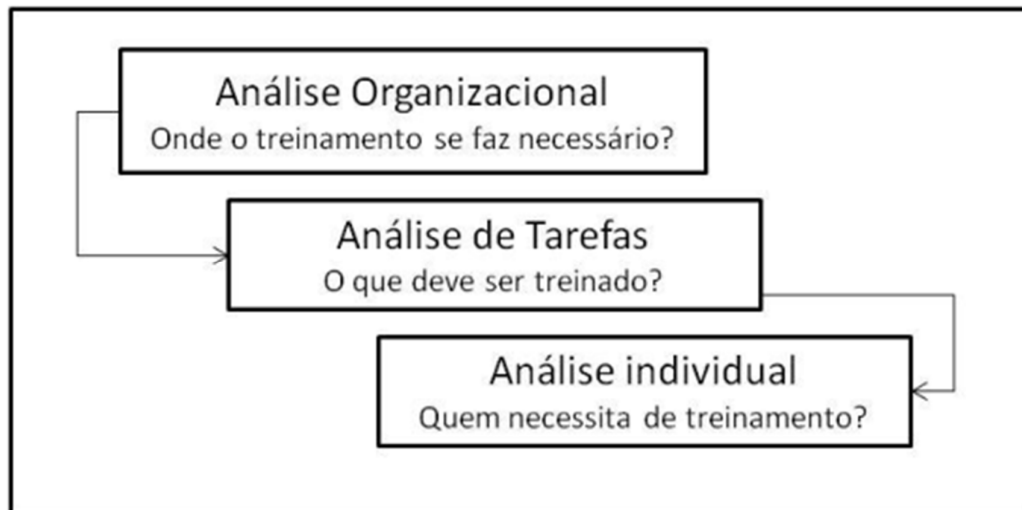 Análise Organizacional
Onde o treinamento se faz necessário?
Análise de Tarefas
O que deve ser treinado?
Análise individual
Quem necessita de treinamento?